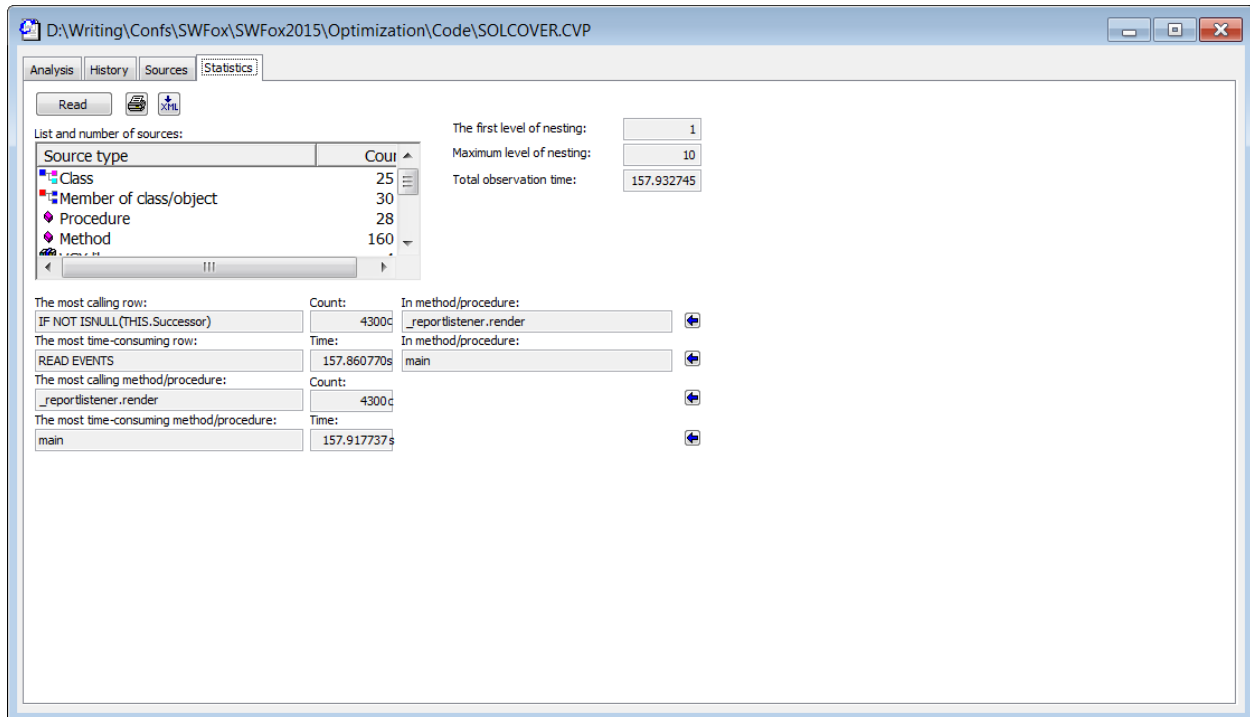 D:\Writing\Confs\SWFox\SWFox2015\Optimization\Code\SOLCOVER.CVP
Analysis History Sources Statistics
Read XML
The first level of nesting: 1
List and number of sources:
Source type Cour
Maximum level of nesting: 10
Class 25
Total observation time: 157.932745
Member of class/object 30
Procedure 28
Method 160
The most calling row: Count: In method/procedure:
IF NOT ISNULL(THIS.Successor) 4300c _reportlistener.render
The most time-consuming row: Time: In method/procedure:
READ EVENTS 157.860770s main
The most calling method/procedure: Count:
_reportlistener.render 4300c
The most time-consuming method/procedure: Time:
main 157.917737s